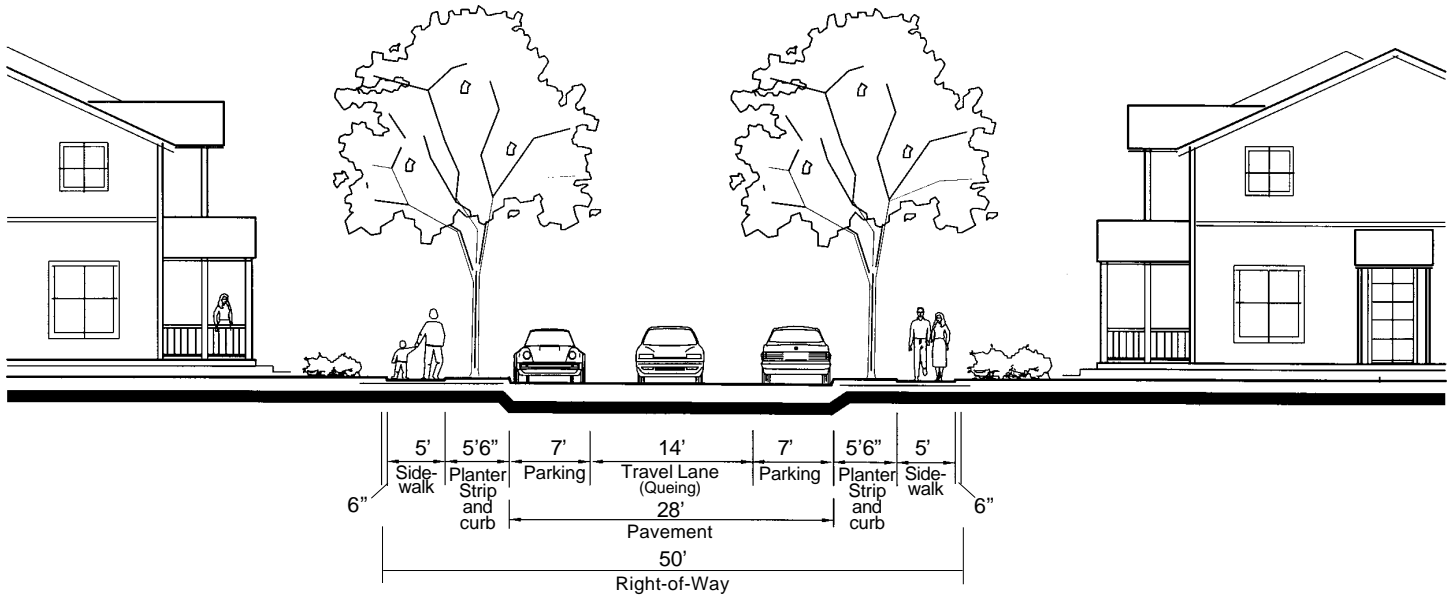 5’ 5’6” 7’ 14’ 7’ 5’6” 5’
Side-
walk
Planter
Strip
and
curb
Parking
Travel Lane
(Queing)
Parking
Planter
Strip
and
curb
Side-
walk
6”
6”
28’
Pavement
50’
Right-of-Way